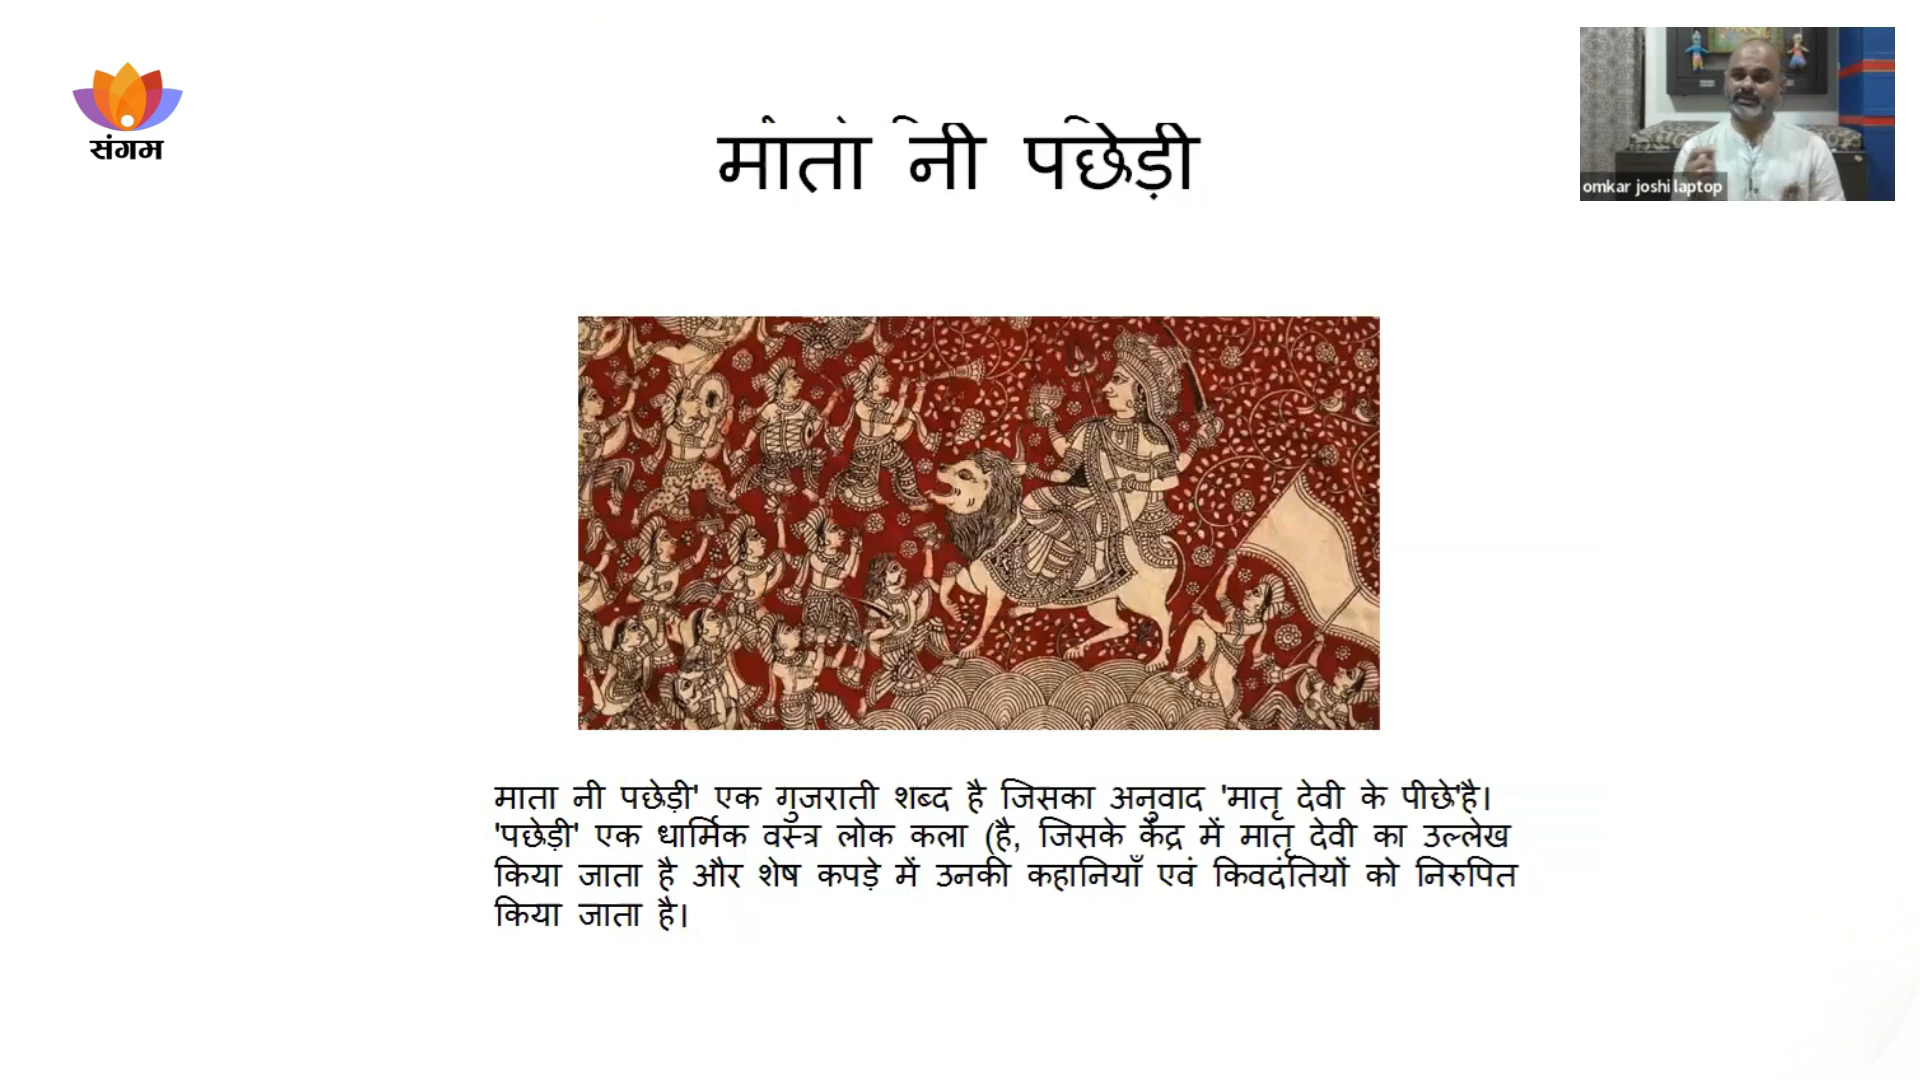 संगम
माता नी पछेड़ी
omkar joshi laptop
माता नी पछेड़ी' एक गुजराती शब्द है जिसका अनुवाद 'मातृ देवी के पीछे'है।
'पछेड़ी' एक धार्मिक वस्त्र लोक कला (है, जिसके केंद्र में मातृ देवी का उल्लेख
किया जाता है और शेष कपड़े में उनकी कहानियाँ एवं किवदंतियों को निरुपित
किया जाता है।